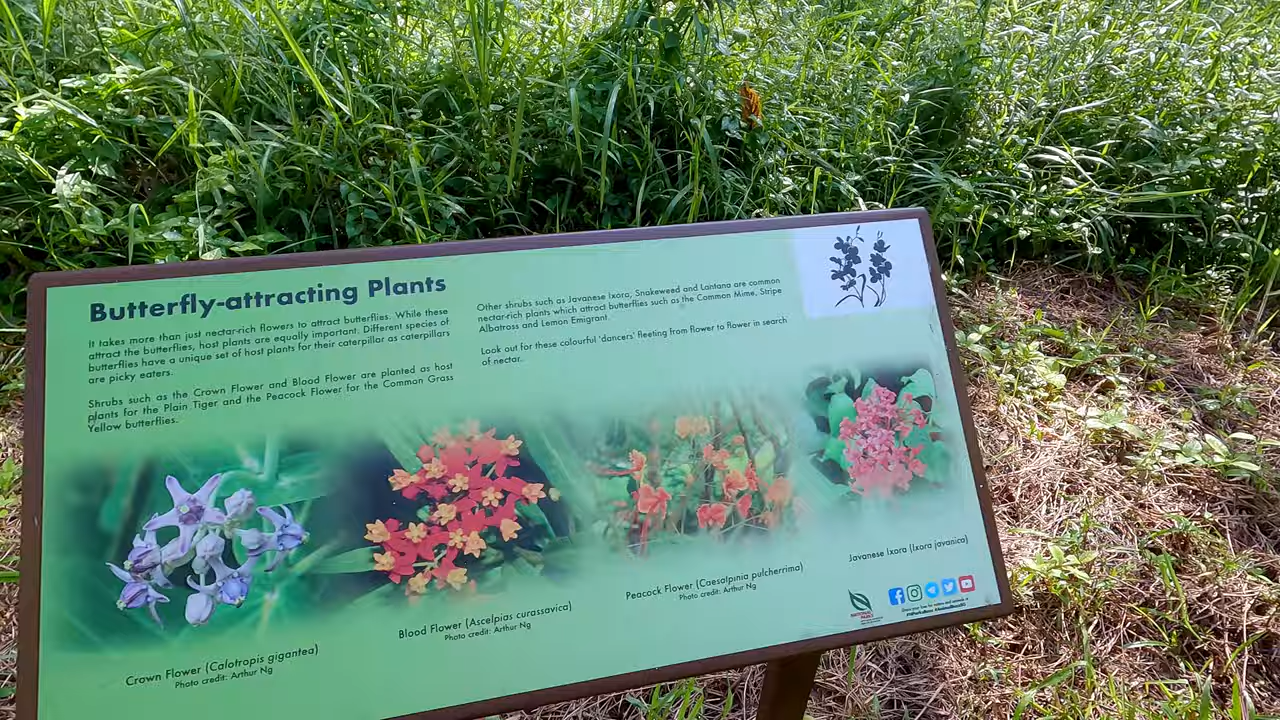 Butterfly-attracting Plants
It takes more than just nectar-rich flowers to attract butterflies. While these
attract the butterflies, host plants are equally important. Different species of
butterflies have a unique set of host plants for their caterpillar as caterpillars
are picky eaters.
Shrubs such as the Crown Flower and Blood Flower are planted as host
plants for the Plain Tiger and the Peacock Flower for the Common Grass
Yellow butterflies.
Other shrubs such as Javanese Ixora, Snakeweed and Lantana are common
nectar-rich plants which attract butterflies such as the Common Mime, Stripe
Albatross and Lemon Emigrant.
Look out for these colourful 'dancers' fleeting from flower to flower in search
of nectar.
Crown Flower (Calotropis gigantea)
Photo credit: Arthur Ng
Blood Flower (Ascelpias curassavica)
Photo credit: Arthur Ng
Peacock Flower (Caesalpinia pulcherrima)
Photo credit: Arthur Ng
Javanese Ixora (Ixora javanica)